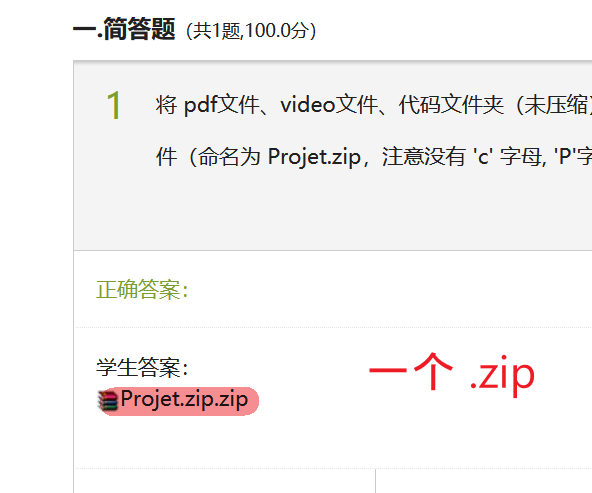 一.简答题（共1题,100.0分）
1 将 pdf文件、video文件、代码文件夹（未压缩）
件（命名为 Projet.zip，注意没有 'c' 字母, 'P'字
正确答案：
学生答案：
Projet.zip.zip
一个 .zip